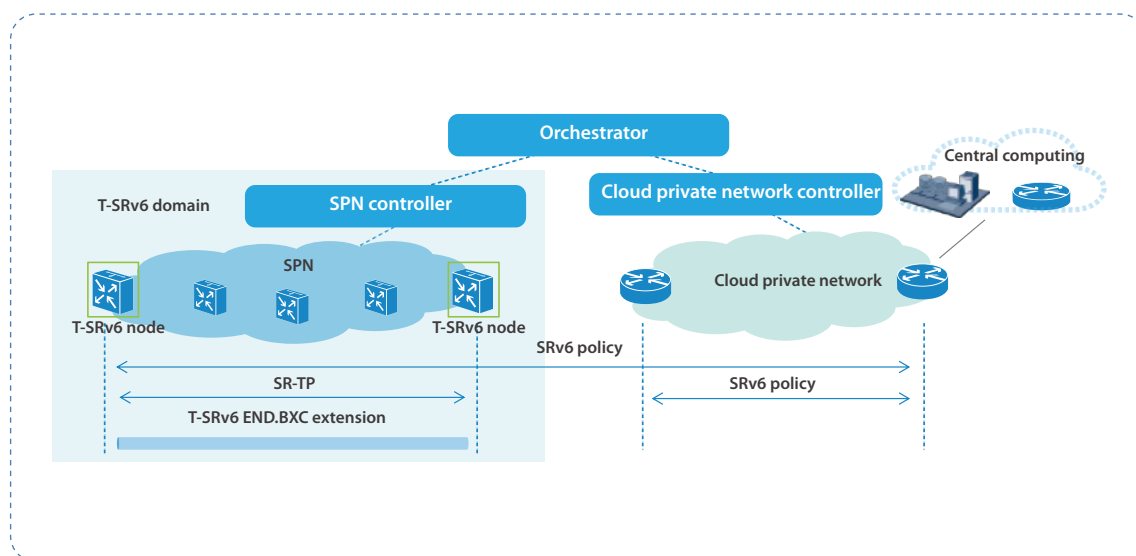 Orchestrator
Central computing
T-SRv6 domain
SPN controller
Cloud private network controller
SPN
Cloud private network
T-SRv6 node
T-SRv6 node
SRv6 policy
SR-TP
SRv6 policy
T-SRv6 END.BXC extension